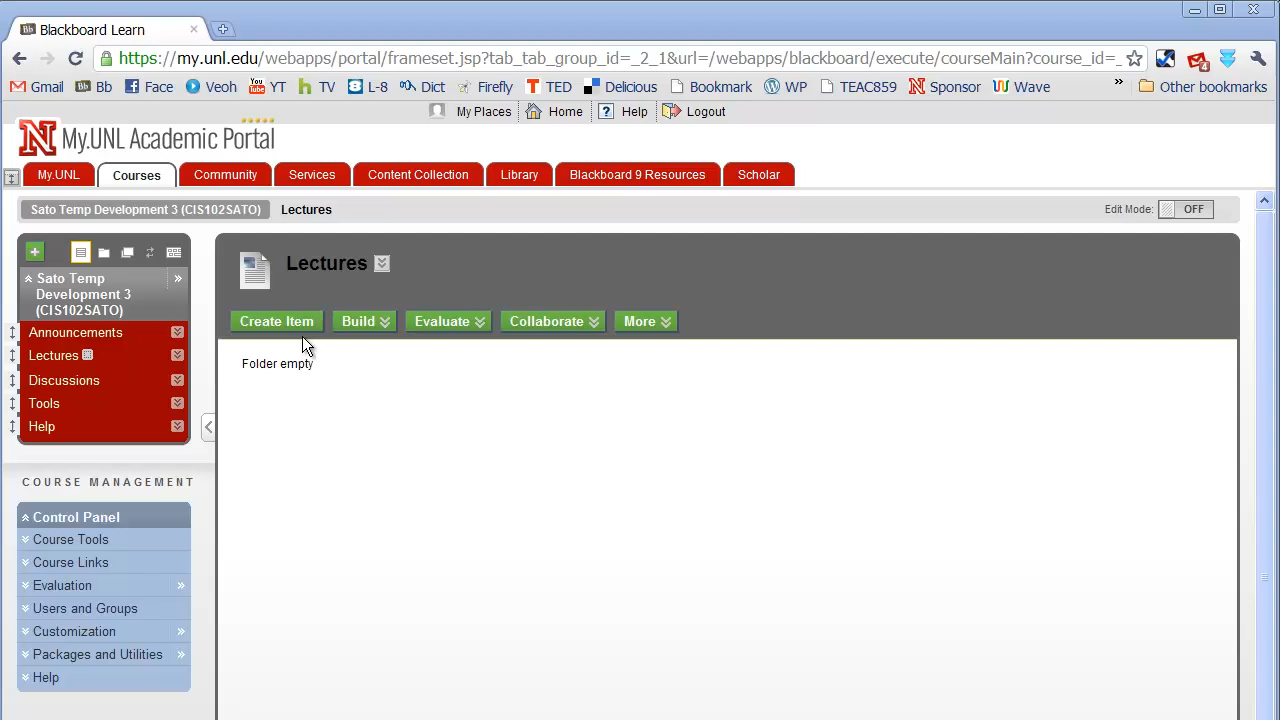 Bb Blackboard Learn
https://my.unl.edu/webapps/portal/frameset.jsp?tab_tab_group_id=_2_1&url=/webapps/blackboard/execute/courseMain?course_id=_
4
Gmail Bb Bb Face Veoh You YT h TV 8 L-8 Dict Firefly TED Delicious Bookmark WP TEAC859 N Sponsor Wave » Other bookmarks
My Places Home ? Help Logout
N My.UNL Academic Portal
My.UNL Courses Community Services Content Collection Library Blackboard 9 Resources Scholar
Sato Temp Development 3 (CIS102SATO) Lectures Edit Mode: OFF
Sato Temp
Development 3
(CIS102SATO)
Announcements
Lectures
Discussions
Tools
Help
COURSE MANAGEMENT
Control Panel
Course Tools
Course Links
Evaluation
Users and Groups
Customization
Packages and Utilities
Help
Lectures
Create Item Build Evaluate Collaborate More
Folder empty